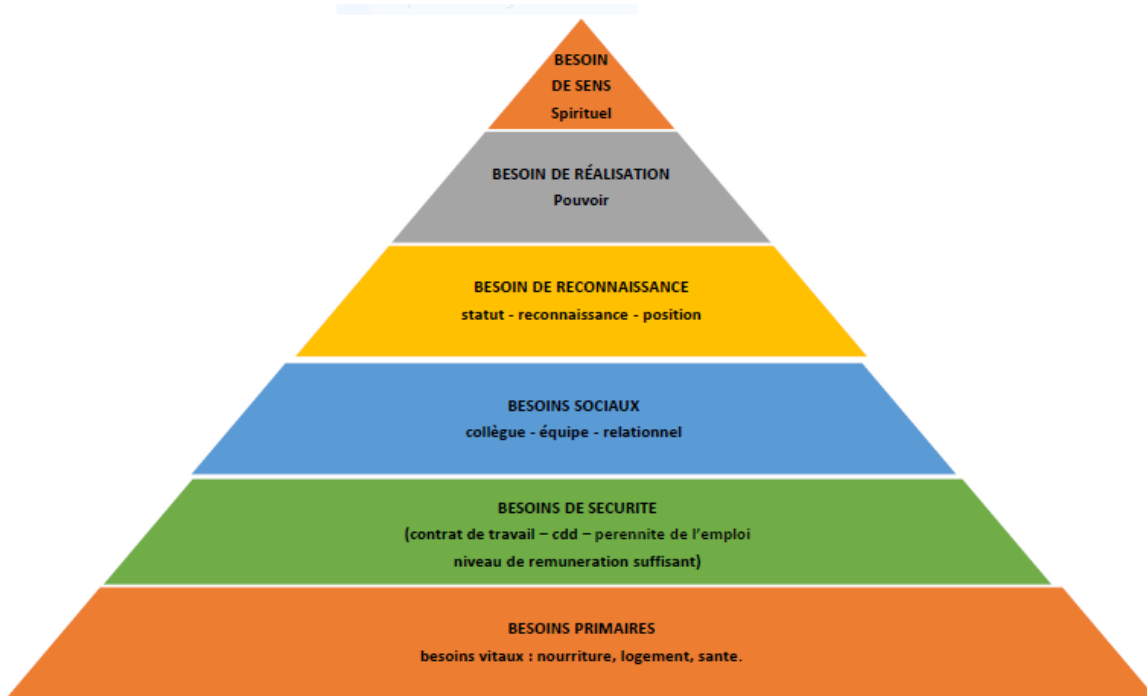 BESOIN
DE SENS
Spirituel
BESOIN DE RÉALISATION
Pouvoir
BESOIN DE RECONNAISSANCE
statut - reconnaissance - position
BESOINS SOCIAUX
collègue - équipe - relationnel
BESOINS DE SECURITE
(contrat de travail – cdd – perennite de l'emploi
niveau de remuneration suffisant)
BESOINS PRIMAIRES
besoins vitaux : nourriture, logement, sante.